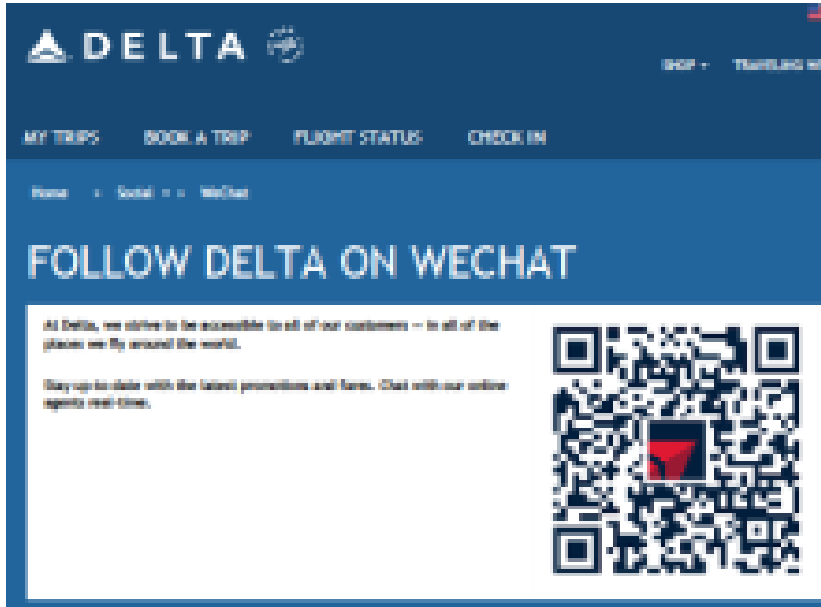 DELTA
SHOP
TRAVELING WI
MY TRIPS BOOK A TRIP FLIGHT STATUS CHECK IN
Home Social WeChat
FOLLOW DELTA ON WECHAT
At Delta, we strive to be accessible to all of our customers — in all of the
places we fly around the world.
Stay up to date with the latest promotions and fares. Chat with our online
agents real-time.